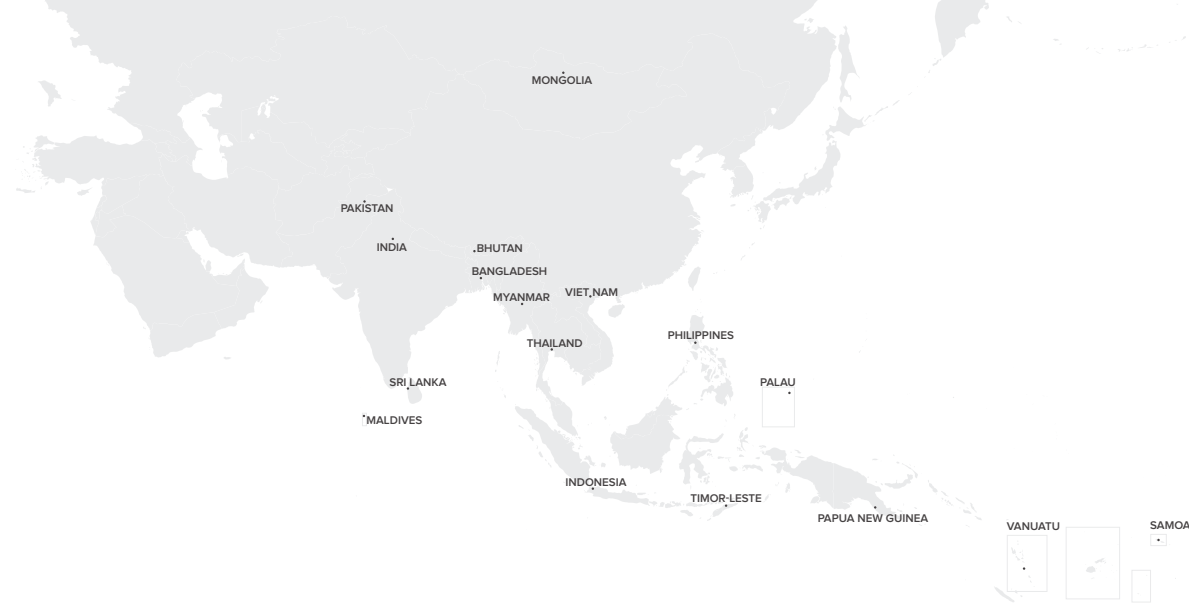 MONGOLIA
PAKISTAN
INDIA
BHUTAN
BANGLADESH
MYANMAR
VIET NAM
PHILIPPINES
THAILAND
SRI LANKA
PALAU
MALDIVES
INDONESIA
TIMOR-LESTE
PAPUA NEW GUINEA
VANUATU
SAMOA